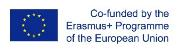 Co-funded by the
Erasmus+ Programme
of the European Union